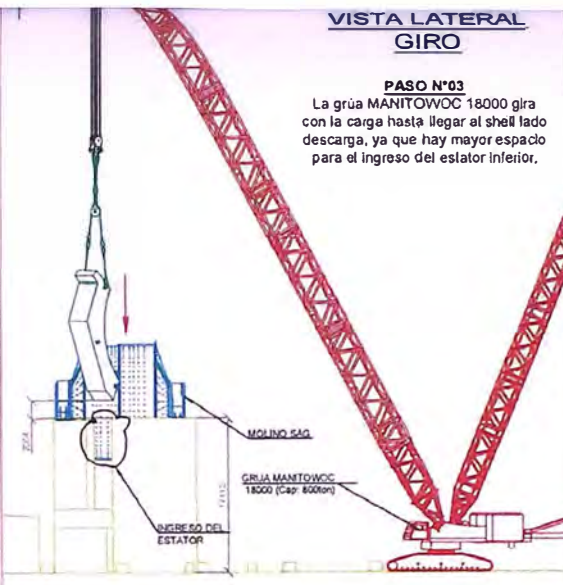 VISTA LATERAL
GIRO
PASO N°03
La grúa MANITOWOC 18000 gira
con la carga hasta llegar al shell lado
descarga, ya que hay mayor espacio
para el ingreso del estator inferior.
MOLINO SAG
GRUA MANITOWOC
18000 (Cap: 800ton)
INGRESO DEL
ESTATOR